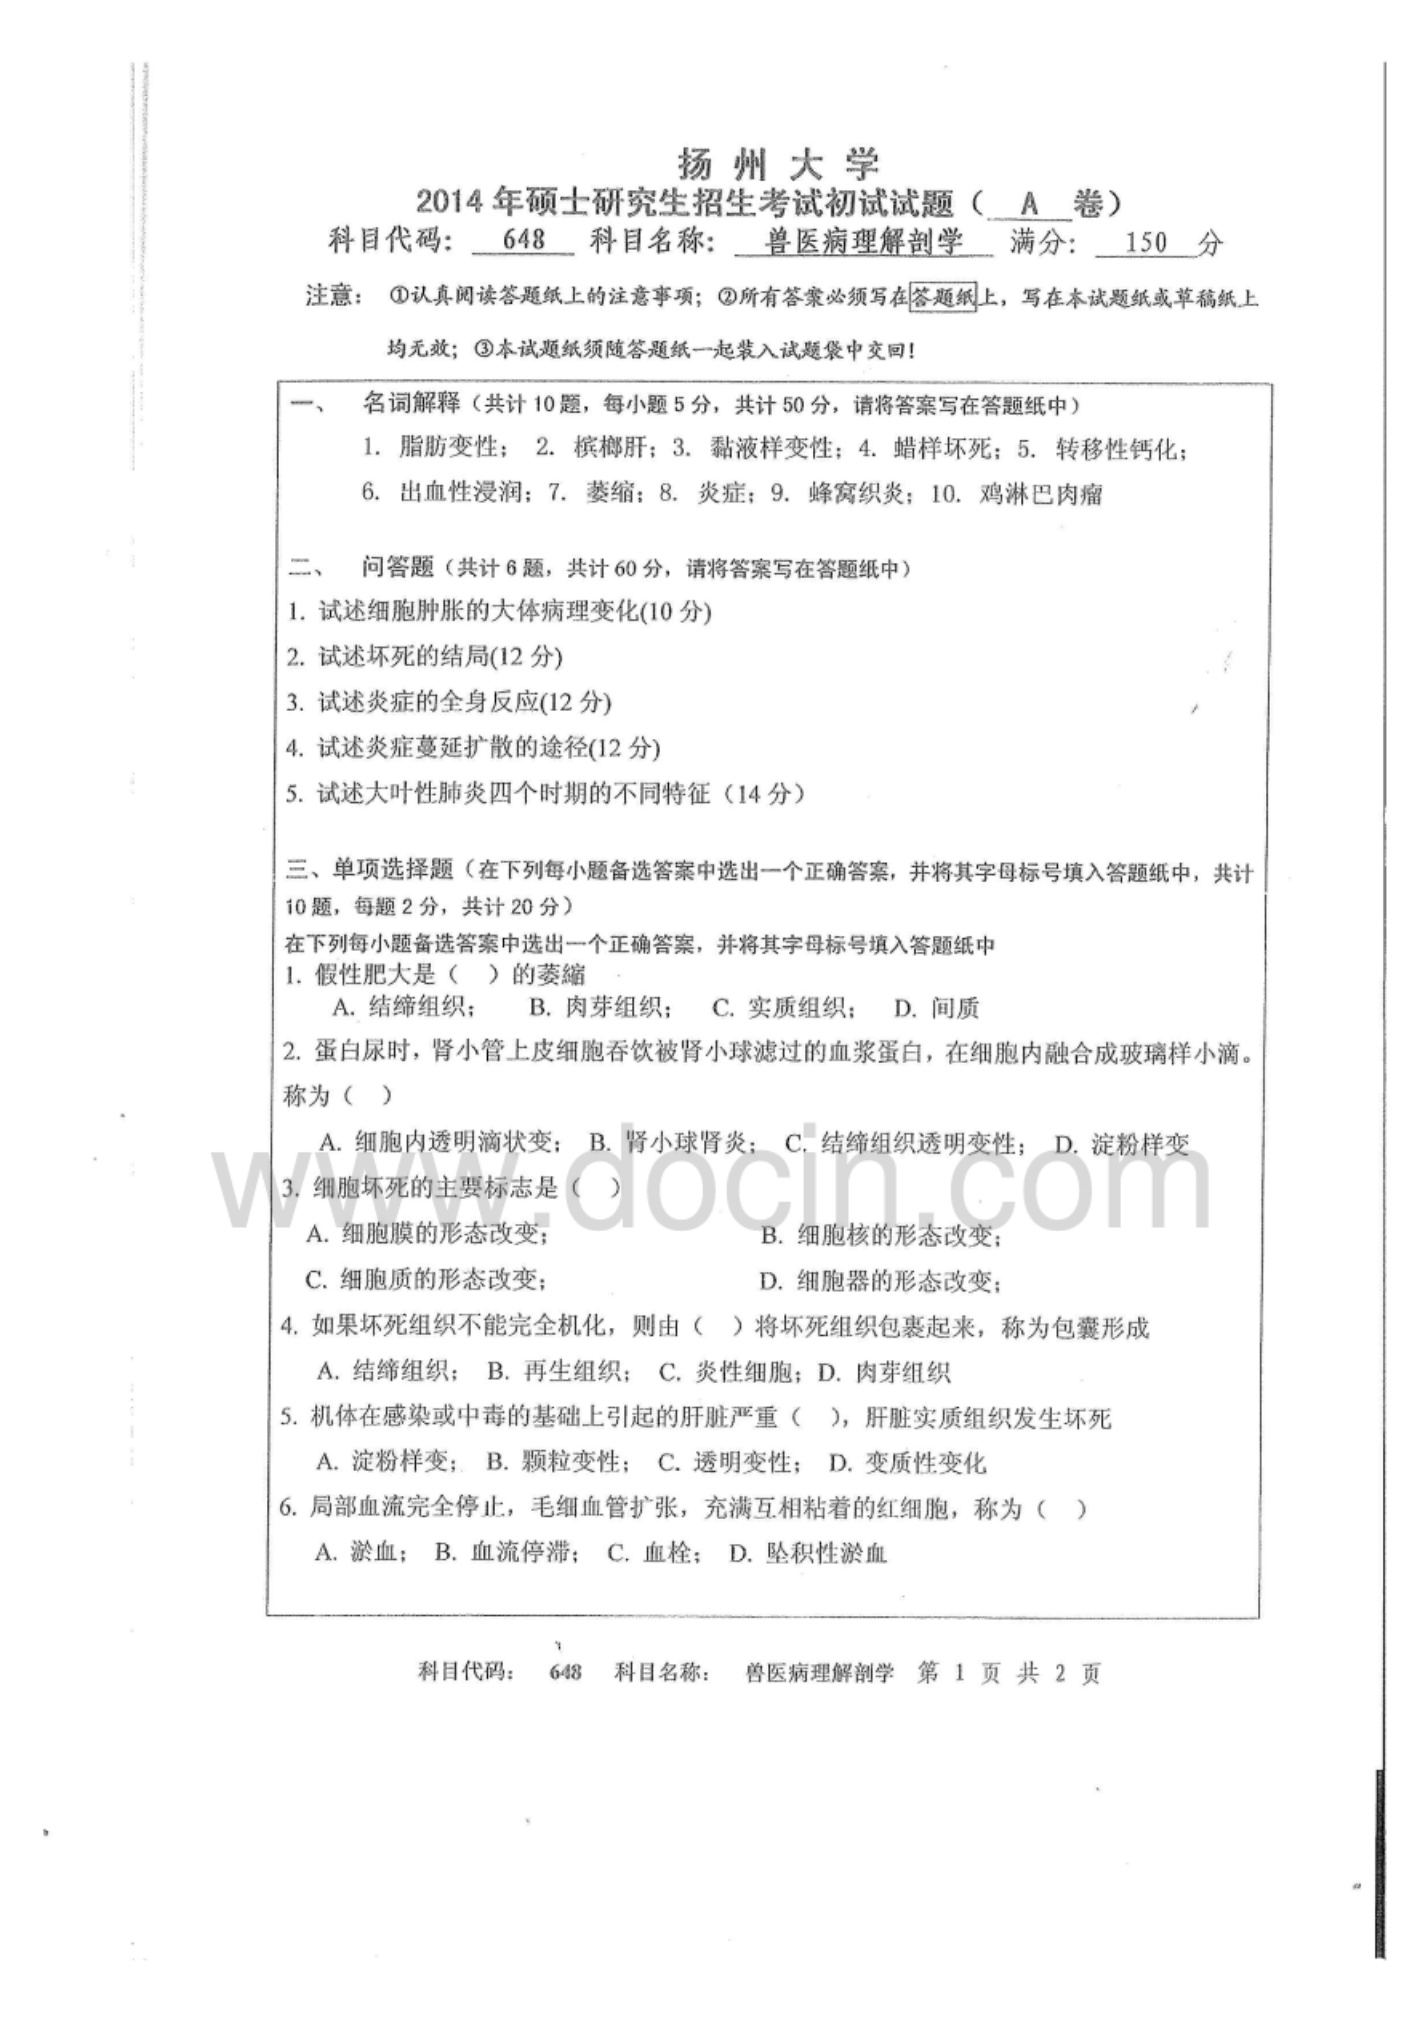 扬州大学
2014年硕士研究生招生考试初试试题（ A 卷）
科目代码： 648 科目名称： 兽医病理解剖学 满分： 150 分
注意： ①认真阅读答题纸上的注意事项；②所有答案必须写在答题纸上，写在本试题纸或草稿纸上
均无效；③本试题纸须随答题纸一起装入试题袋中交回！
一、 名词解释（共计10题，每小题5分，共计50分，请将答案写在答题纸中）
1. 脂肪变性； 2. 槟榔肝；3. 黏液样变性；4. 蜡样坏死；5. 转移性钙化；
6. 出血性浸润；7. 萎缩；8. 炎症；9. 蜂窝织炎；10. 鸡淋巴肉瘤
二、 问答题（共计6题，共计60分，请将答案写在答题纸中）
1. 试述细胞肿胀的大体病理变化(10分)
2. 试述坏死的结局(12分)
3. 试述炎症的全身反应(12分)
4. 试述炎症蔓延扩散的途径(12分)
5. 试述大叶性肺炎四个时期的不同特征（14分）
三、单项选择题（在下列每小题备选答案中选出一个正确答案，并将其字母标号填入答题纸中，共计
10题，每题2分，共计20分）
在下列每小题备选答案中选出一个正确答案，并将其字母标号填入答题纸中
1. 假性肥大是（ ）的萎缩
A. 结缔组织； B. 肉芽组织； C. 实质组织； D. 间质
2. 蛋白尿时，肾小管上皮细胞吞饮被肾小球滤过的血浆蛋白，在细胞内融合成玻璃样小滴。
称为（ ）
A. 细胞内透明滴状变； B. 肾小球肾炎； C. 结缔组织透明变性； D. 淀粉样变
3. 细胞坏死的主要标志是（ ）
A. 细胞膜的形态改变； B. 细胞核的形态改变；
C. 细胞质的形态改变； D. 细胞器的形态改变；
4. 如果坏死组织不能完全机化，则由（ ）将坏死组织包裹起来，称为包囊形成
A. 结缔组织； B. 再生组织； C. 炎性细胞；D. 肉芽组织
5. 机体在感染或中毒的基础上引起的肝脏严重（ ），肝脏实质组织发生坏死
A. 淀粉样变； B. 颗粒变性； C. 透明变性； D. 变质性变化
6. 局部血流完全停止，毛细血管扩张，充满互相粘着的红细胞，称为（ ）
A. 淤血； B. 血流停滞； C. 血栓； D. 坠积性淤血
科目代码： 648 科目名称： 兽医病理解剖学 第 1 页 共 2 页
www.docin.com